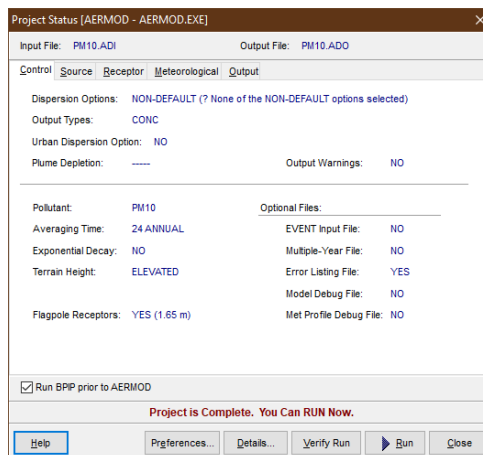 Project Status [AERMOD - AERMOD.EXE]
Input File: PM10.ADI Output File: PM10.ADO
Control Source Receptor Meteorological Output
Dispersion Options: NON-DEFAULT (? None of the NON-DEFAULT options selected)
Output Types: CONC
Urban Dispersion Option: NO
Plume Depletion: ----- Output Warnings: NO
Pollutant: PM10 Optional Files:
Averaging Time: 24 ANNUAL EVENT Input File: NO
Exponential Decay: NO Multiple-Year File: NO
Terrain Height: ELEVATED Error Listing File: YES
Model Debug File: NO
Flagpole Receptors: YES (1.65 m) Met Profile Debug File: NO
Run BPIP prior to AERMOD
Project is Complete. You Can RUN Now.
Help Preferences... Details... Verify Run Run Close